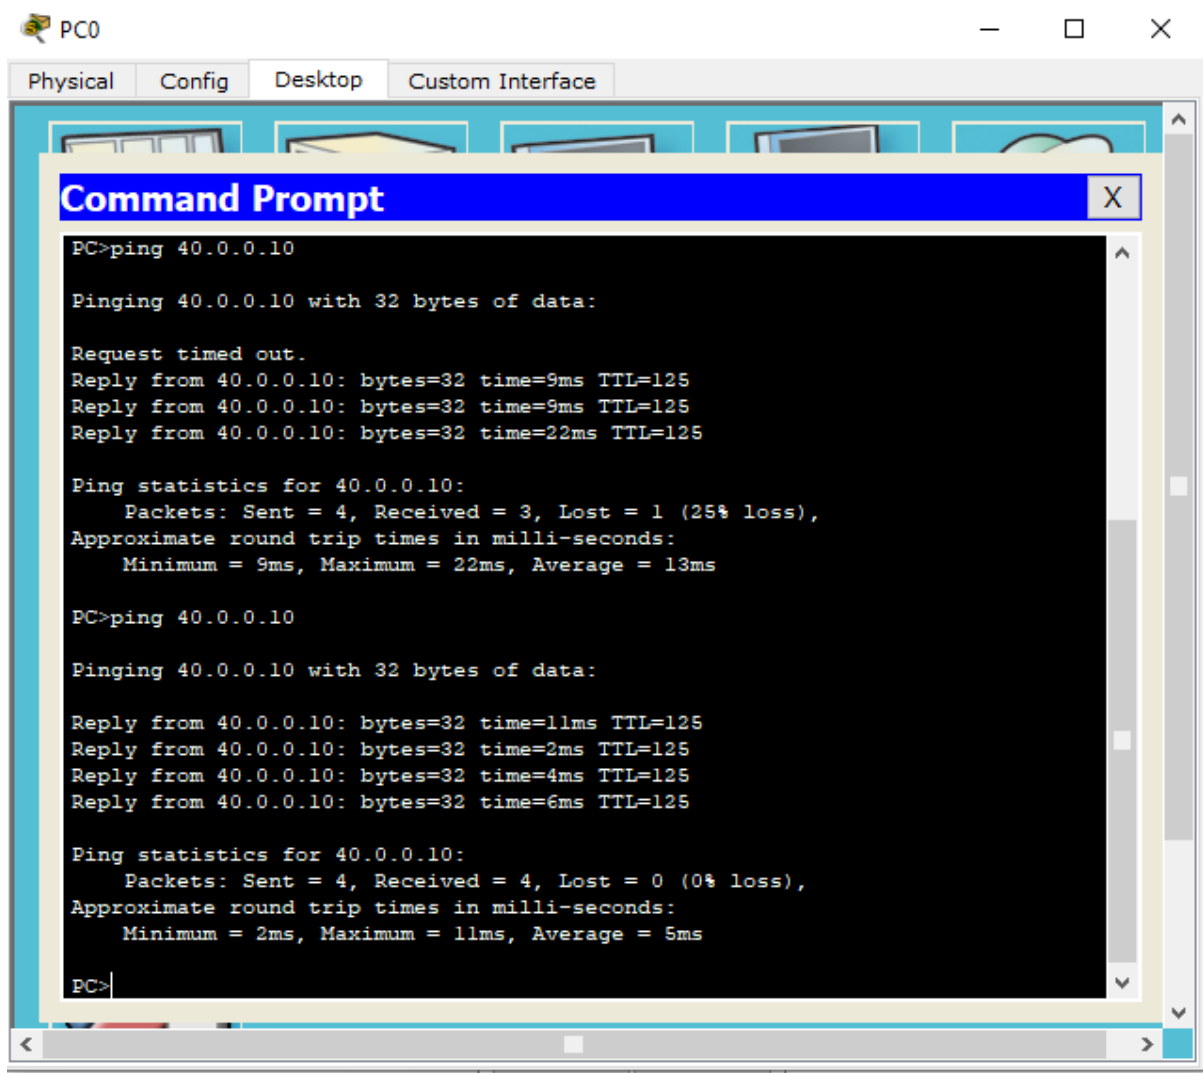 PC0
Physical Config Desktop Custom Interface
Command Prompt X
PC>ping 40.0.0.10
Pinging 40.0.0.10 with 32 bytes of data:
Request timed out.
Reply from 40.0.0.10: bytes=32 time=9ms TTL=125
Reply from 40.0.0.10: bytes=32 time=9ms TTL=125
Reply from 40.0.0.10: bytes=32 time=22ms TTL=125
Ping statistics for 40.0.0.10:
Packets: Sent = 4, Received = 3, Lost = 1 (25% loss),
Approximate round trip times in milli-seconds:
Minimum = 9ms, Maximum = 22ms, Average = 13ms
PC>ping 40.0.0.10
Pinging 40.0.0.10 with 32 bytes of data:
Reply from 40.0.0.10: bytes=32 time=11ms TTL=125
Reply from 40.0.0.10: bytes=32 time=2ms TTL=125
Reply from 40.0.0.10: bytes=32 time=4ms TTL=125
Reply from 40.0.0.10: bytes=32 time=6ms TTL=125
Ping statistics for 40.0.0.10:
Packets: Sent = 4, Received = 4, Lost = 0 (0% loss),
Approximate round trip times in milli-seconds:
Minimum = 2ms, Maximum = 11ms, Average = 5ms
PC>